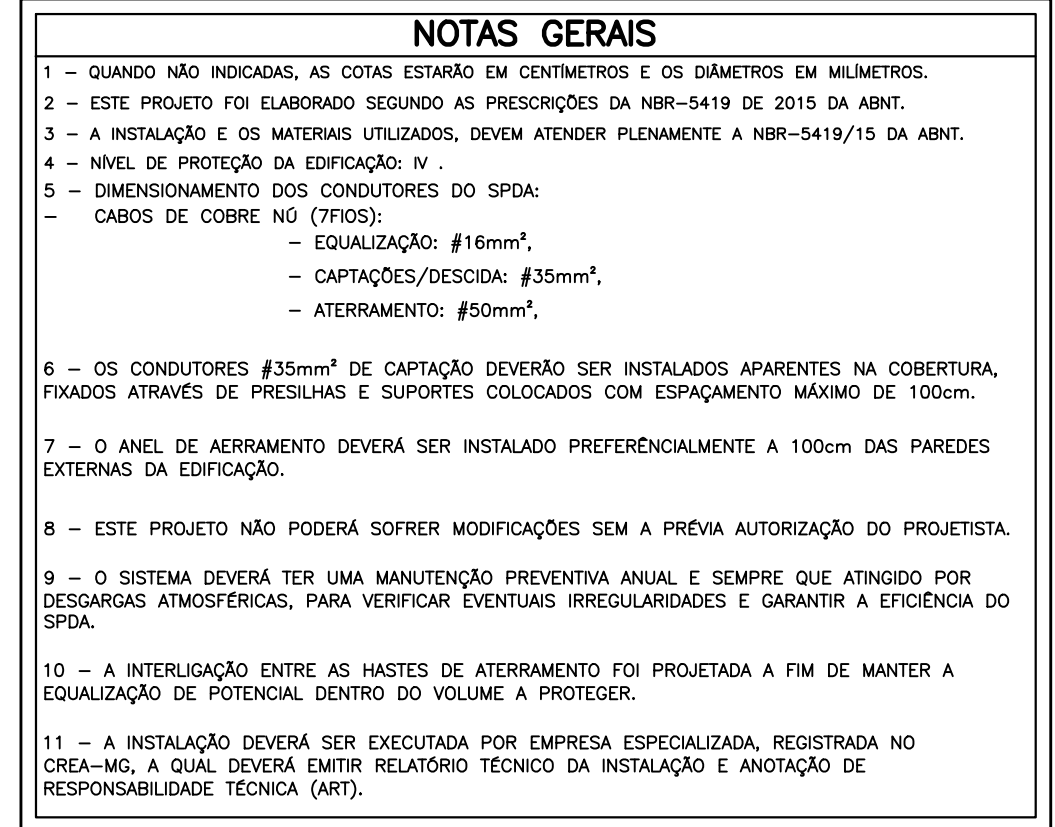 NOTAS GERAIS
1 – QUANDO NÃO INDICADAS, AS COTAS ESTARÃO EM CENTÍMETROS E OS DIÂMETROS EM MILÍMETROS.
2 – ESTE PROJETO FOI ELABORADO SEGUNDO AS PRESCRIÇÕES DA NBR-5419 DE 2015 DA ABNT.
3 – A INSTALAÇÃO E OS MATERIAIS UTILIZADOS, DEVEM ATENDER PLENAMENTE A NBR-5419/15 DA ABNT.
4 – NÍVEL DE PROTEÇÃO DA EDIFICAÇÃO: IV .
5 – DIMENSIONAMENTO DOS CONDUTORES DO SPDA:
– CABOS DE COBRE NÚ (7FIOS):
– EQUALIZAÇÃO: #16mm²,
– CAPTAÇÕES/DESCIDA: #35mm²,
– ATERRAMENTO: #50mm²,
6 – OS CONDUTORES #35mm² DE CAPTAÇÃO DEVERÃO SER INSTALADOS APARENTES NA COBERTURA,
FIXADOS ATRAVÉS DE PRESILHAS E SUPORTES COLOCADOS COM ESPAÇAMENTO MÁXIMO DE 100cm.
7 – O ANEL DE AERRAMENTO DEVERÁ SER INSTALADO PREFERÊNCIALMENTE A 100cm DAS PAREDES
EXTERNAS DA EDIFICAÇÃO.
8 – ESTE PROJETO NÃO PODERÁ SOFRER MODIFICAÇÕES SEM A PRÉVIA AUTORIZAÇÃO DO PROJETISTA.
9 – O SISTEMA DEVERÁ TER UMA MANUTENÇÃO PREVENTIVA ANUAL E SEMPRE QUE ATINGIDO POR
DESGARGAS ATMOSFÉRICAS, PARA VERIFICAR EVENTUAIS IRREGULARIDADES E GARANTIR A EFICIÊNCIA DO
SPDA.
10 – A INTERLIGAÇÃO ENTRE AS HASTES DE ATERRAMENTO FOI PROJETADA A FIM DE MANTER A
EQUALIZAÇÃO DE POTENCIAL DENTRO DO VOLUME A PROTEGER.
11 – A INSTALAÇÃO DEVERÁ SER EXECUTADA POR EMPRESA ESPECIALIZADA, REGISTRADA NO
CREA-MG, A QUAL DEVERÁ EMITIR RELATÓRIO TÉCNICO DA INSTALAÇÃO E ANOTAÇÃO DE
RESPONSABILIDADE TÉCNICA (ART).